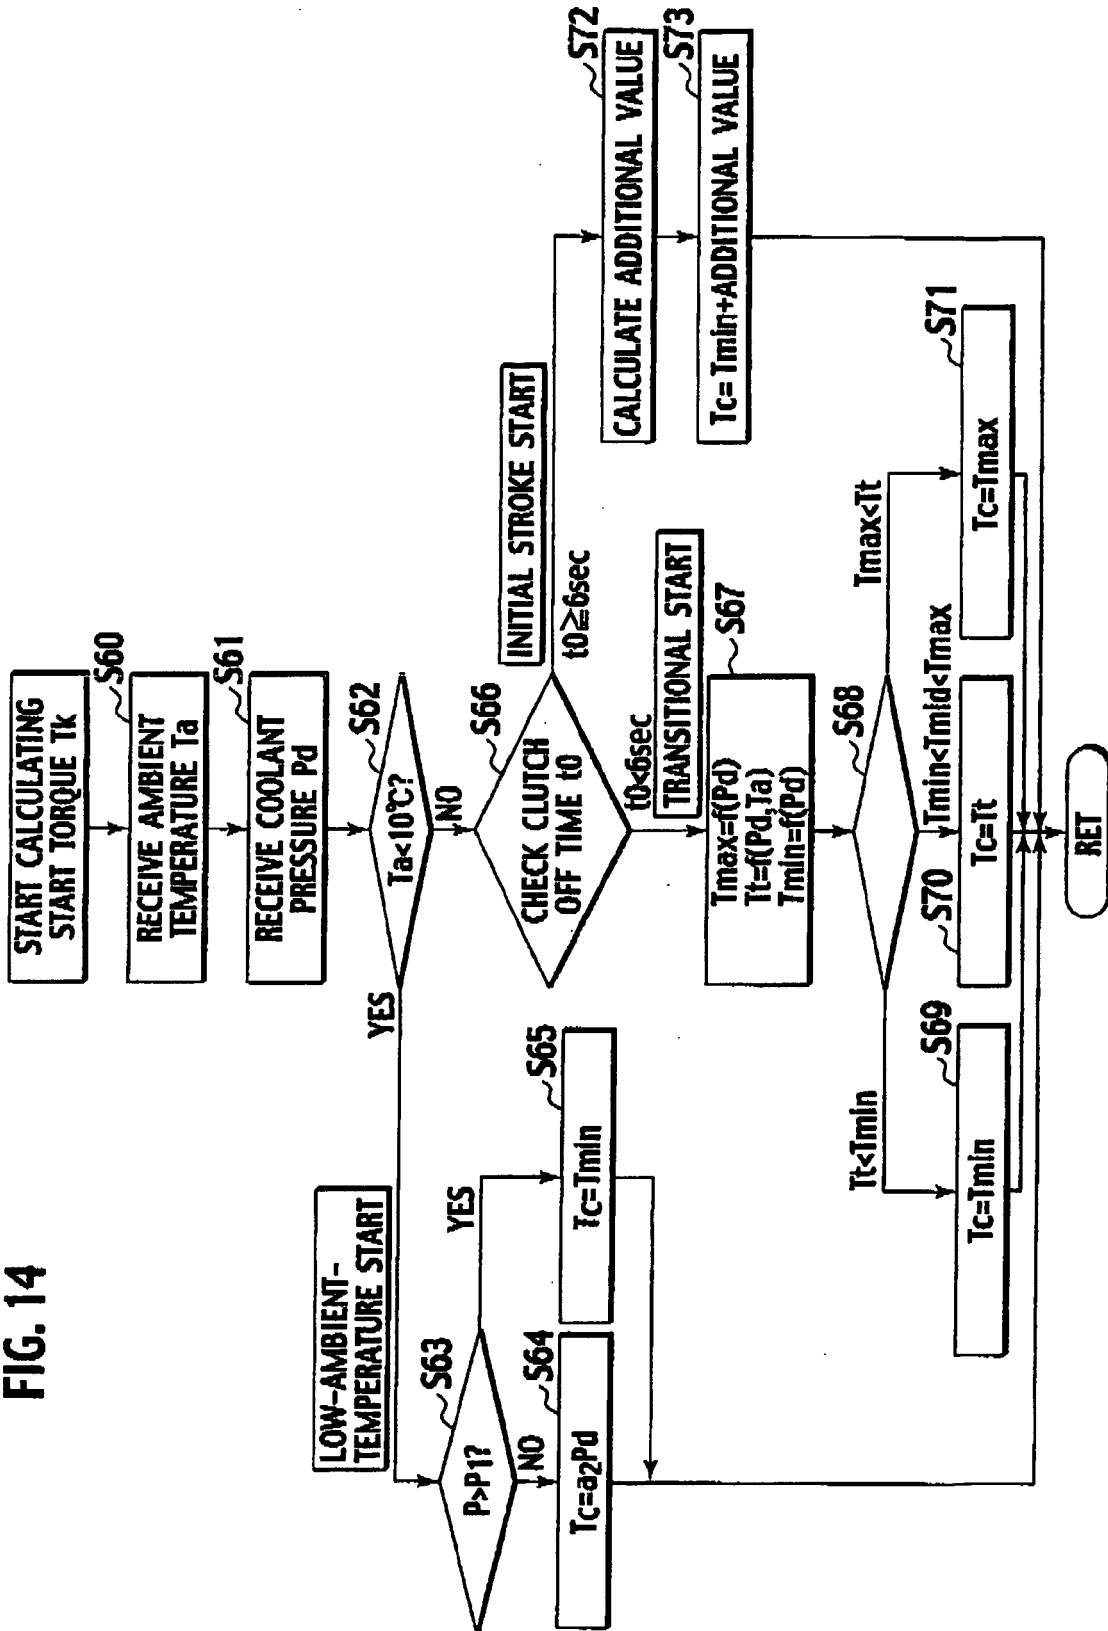 FIG. 14
START CALCULATING
START TORQUE Tk
S60
RECEIVE AMBIENT
TEMPERATURE Ta
S61
RECEIVE COOLANT
PRESSURE Pd
S62
Ta<10℃?
YES
NO
LOW-AMBIENT-
TEMPERATURE START
S63
P>P1?
YES
NO
S64
Tc=a₂Pd
S65
Tc=Tmin
S66
CHECK CLUTCH
OFF TIME t0
INITIAL STROKE START
t0≧6sec
t0<6sec
TRANSITIONAL START
S67
Tmax=f(Pd)
Tt=f(Pd,Ta)
Tmin=f(Pd)
S68
Tt<Tmin
Tmin<Tmid<Tmax
Tmax<Tt
S69
Tc=Tmin
S70
Tc=Tt
S71
Tc=Tmax
S72
CALCULATE ADDITIONAL VALUE
S73
Tc=Tmin+ADDITIONAL VALUE
RET